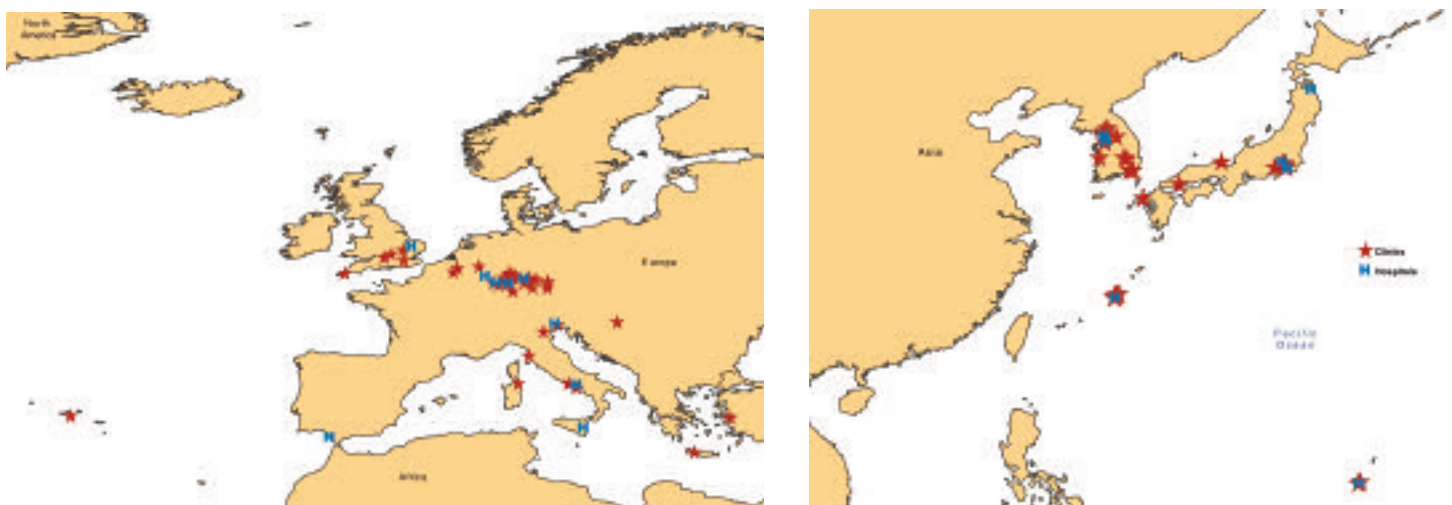 North
America
Europe
Africa
Asia
Clinics
Hospitals
Pacific
Ocean